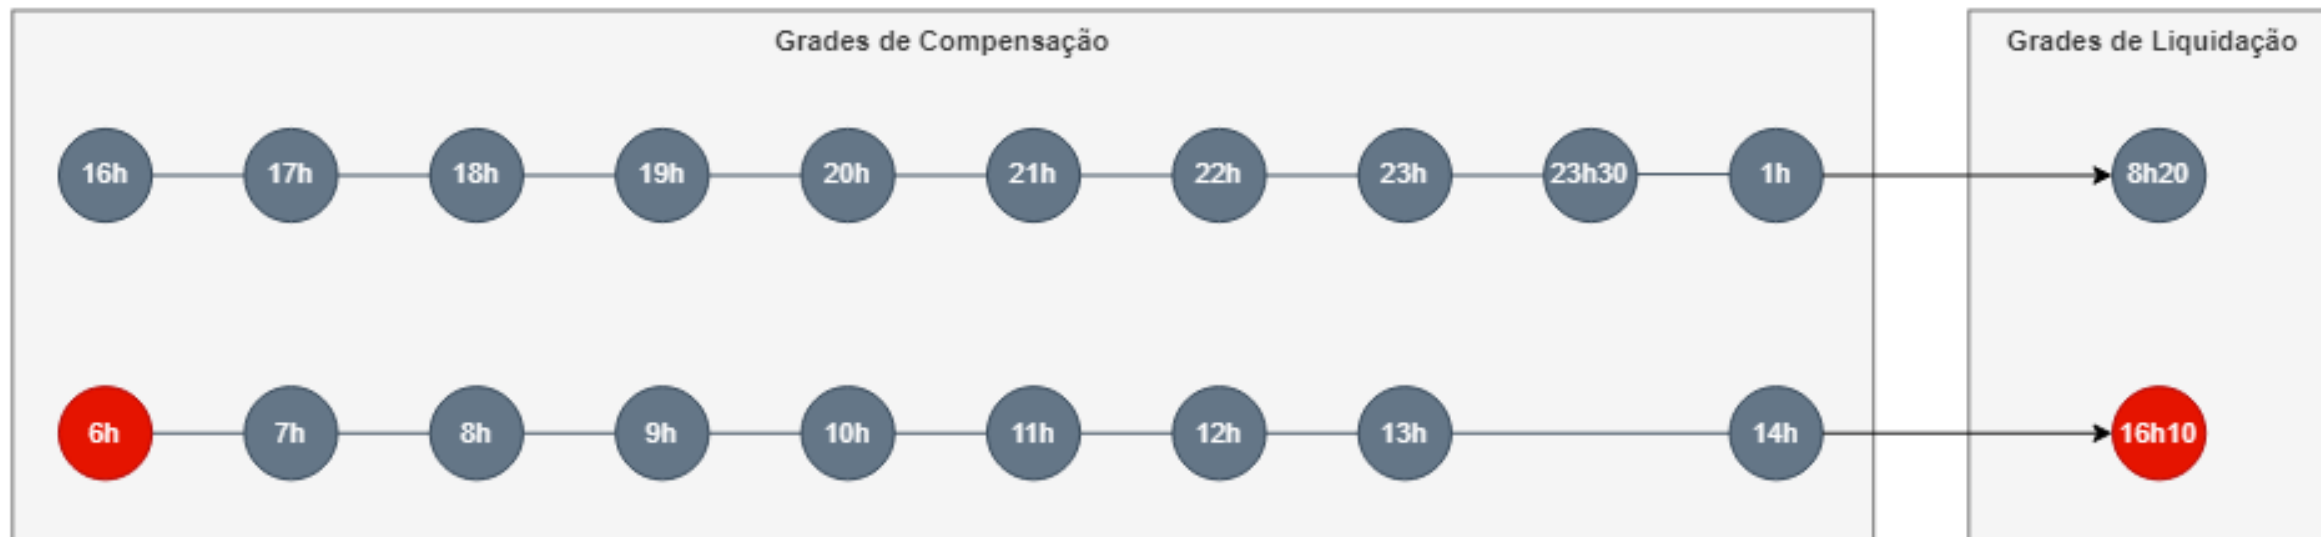 Grades de Compensação
Grades de Liquidação
16h
17h
18h
19h
20h
21h
22h
23h
23h30
1h
8h20
6h
7h
8h
9h
10h
11h
12h
13h
14h
16h10